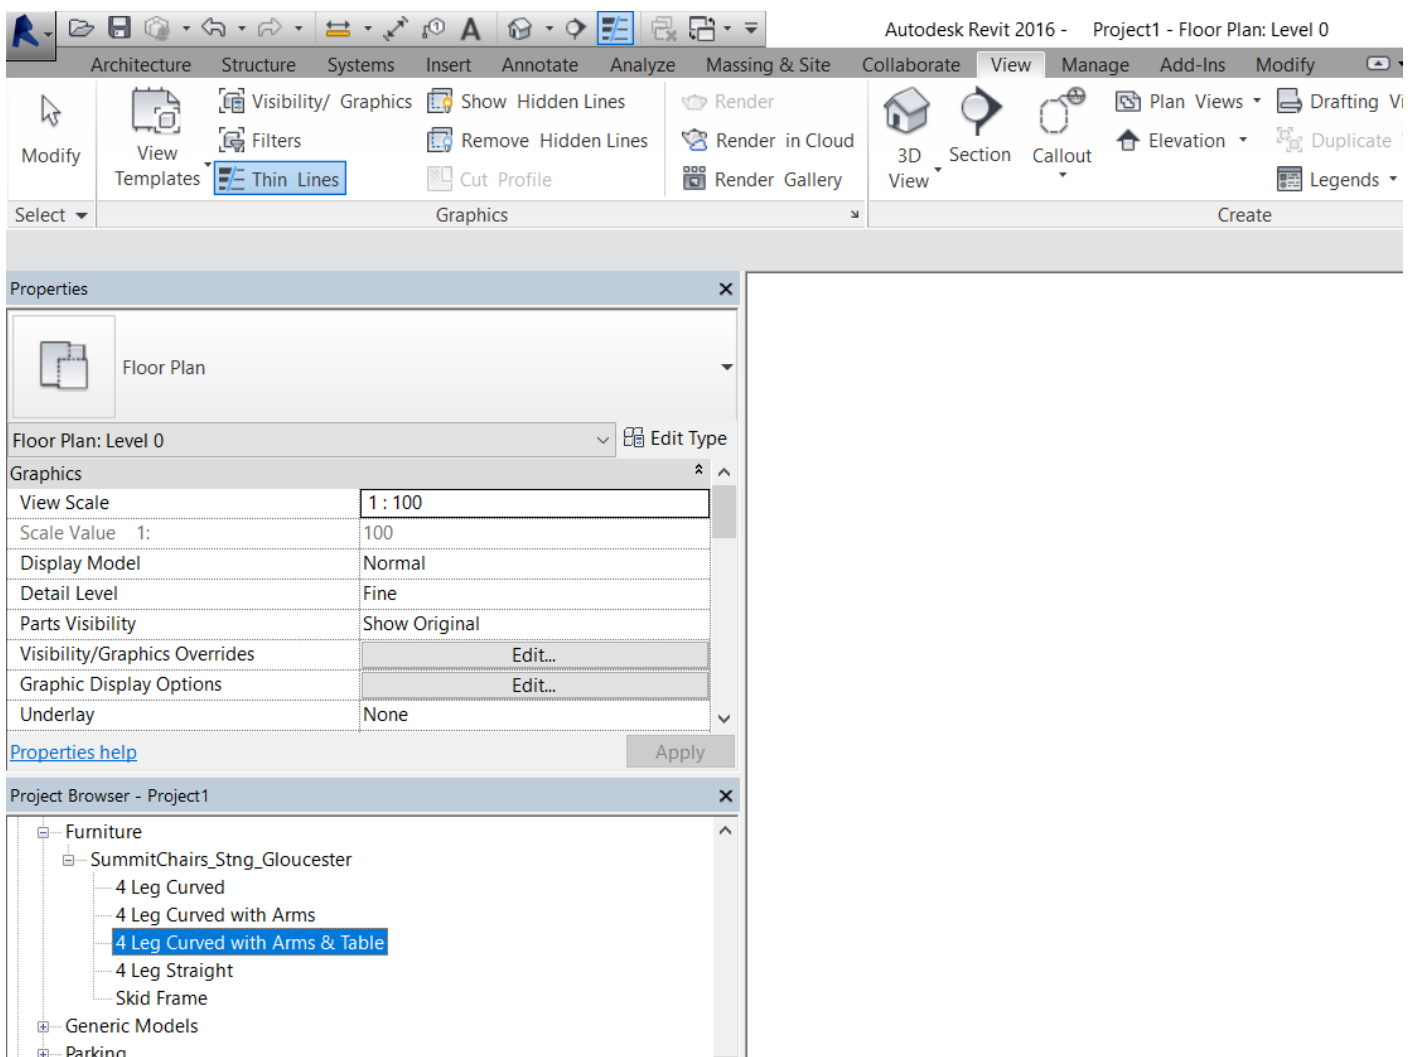 Autodesk Revit 2016 - Project1 - Floor Plan: Level 0
Architecture Structure Systems Insert Annotate Analyze Massing & Site Collaborate View Manage Add-Ins Modify
Modify
View Templates
Visibility/ Graphics
Filters
Thin Lines
Show Hidden Lines
Remove Hidden Lines
Cut Profile
Render
Render in Cloud
Render Gallery
3D View
Section
Callout
Plan Views
Elevation
Drafting Vi
Duplicate
Legends
Select
Graphics
Create
Properties
Floor Plan
Floor Plan: Level 0
Edit Type
Graphics
View Scale 1 : 100
Scale Value 1: 100
Display Model Normal
Detail Level Fine
Parts Visibility Show Original
Visibility/Graphics Overrides Edit...
Graphic Display Options Edit...
Underlay None
Properties help
Apply
Project Browser - Project1
Furniture
SummitChairs_Stng_Gloucester
4 Leg Curved
4 Leg Curved with Arms
4 Leg Curved with Arms & Table
4 Leg Straight
Skid Frame
Generic Models
Parking